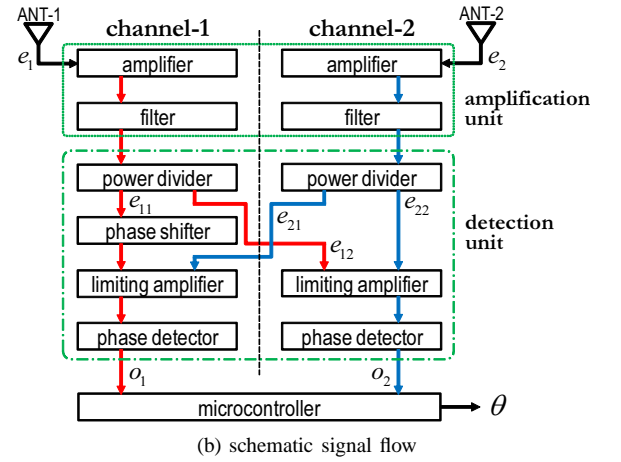 ANT-1
channel-1
channel-2
ANT-2
e1
amplifier
amplifier
e2
amplification
unit
filter
filter
power divider
power divider
e11
e21
e22
detection
unit
phase shifter
e12
limiting amplifier
limiting amplifier
phase detector
phase detector
o1
o2
microcontroller
θ
(b) schematic signal flow